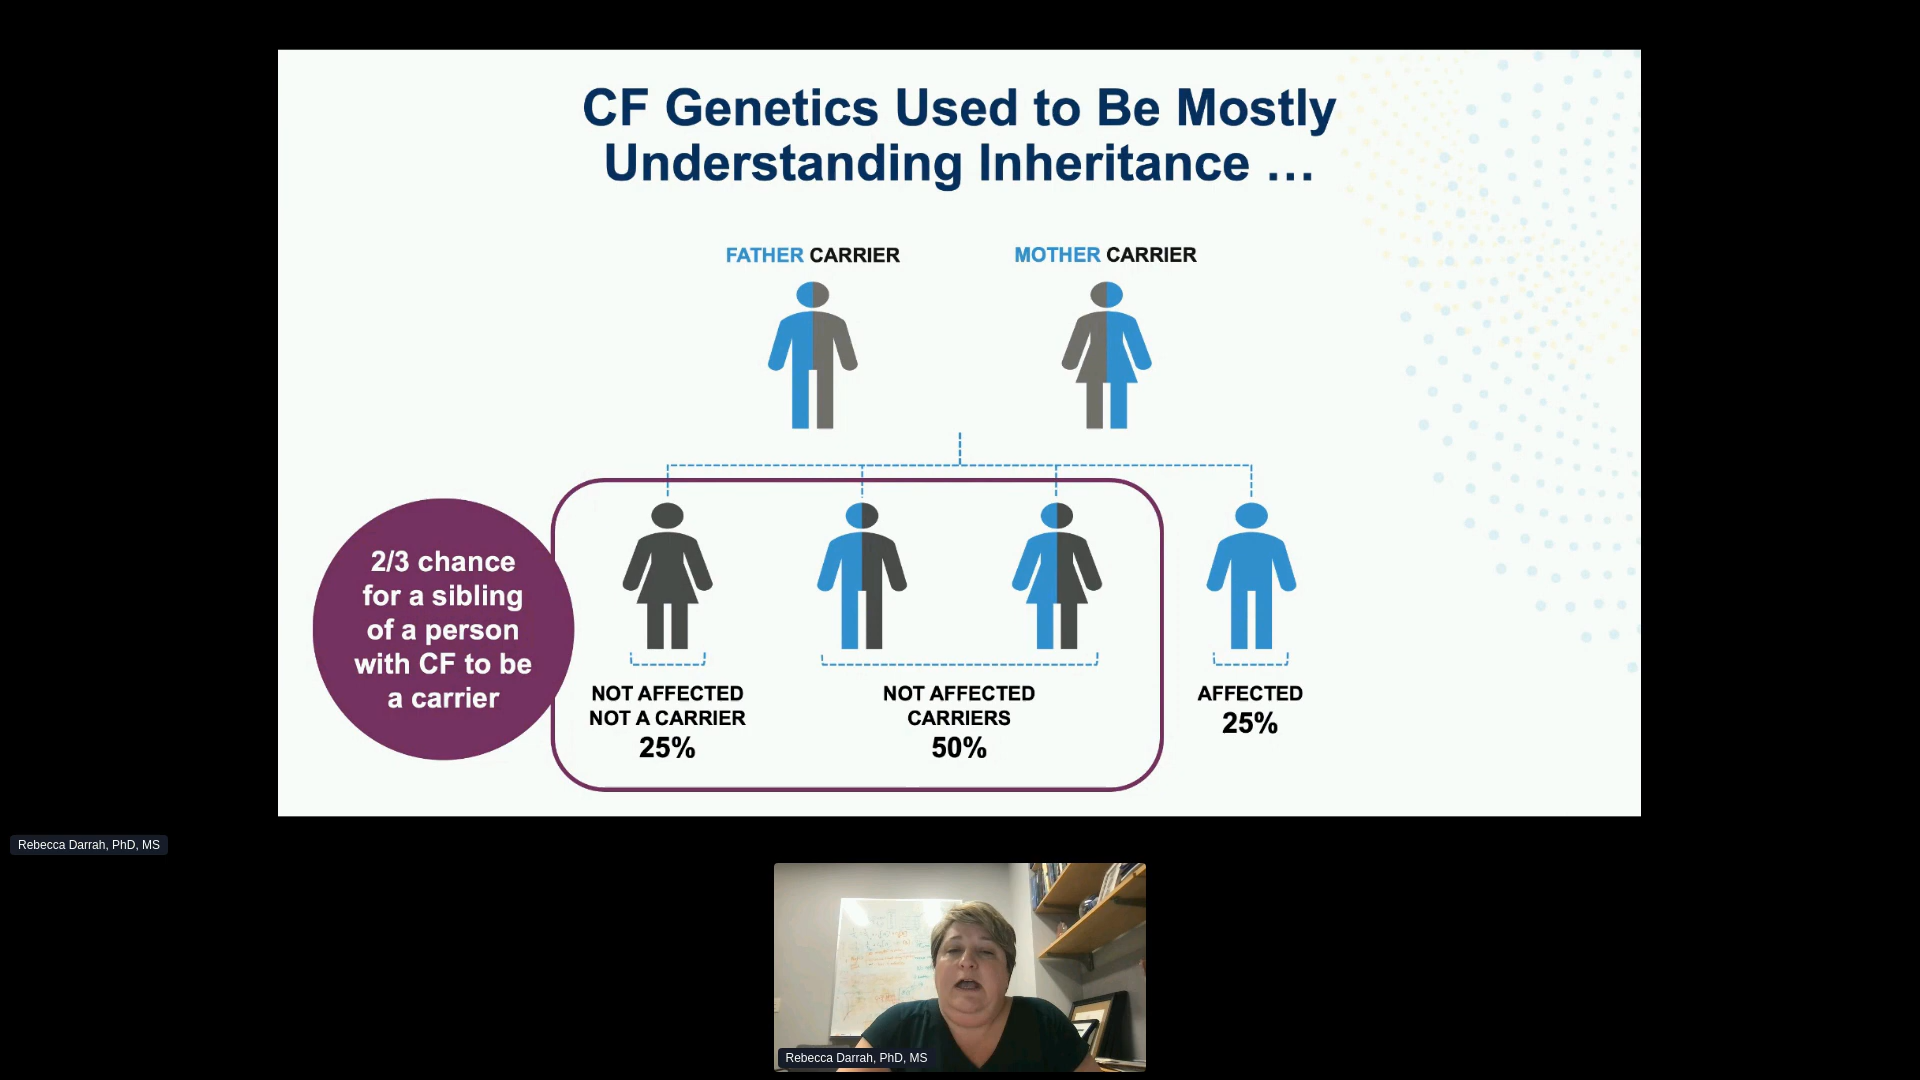 CF Genetics Used to Be Mostly
Understanding Inheritance …
FATHER CARRIER
MOTHER CARRIER
2/3 chance
for a sibling
of a person
with CF to be
a carrier
NOT AFFECTED
NOT A CARRIER
25%
NOT AFFECTED
CARRIERS
50%
AFFECTED
25%
Rebecca Darrah, PhD, MS
Rebecca Darrah, PhD, MS